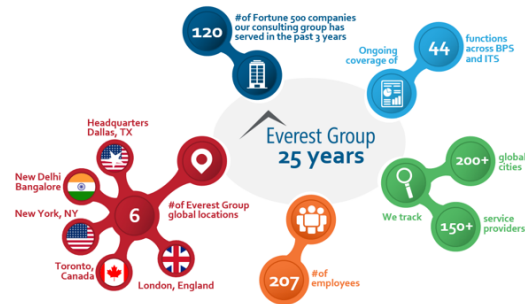 120
#of Fortune 500 companies
our consulting group has
served in the past 3 years
Ongoing
coverage of
44
functions
across BPS
and ITS
Everest Group
25 years
Headquarters
Dallas, TX
New Delhi
Bangalore
New York, NY
Toronto,
Canada
London, England
6
#of Everest Group
global locations
We track
200+
global
cities
150+
service
providers
207
#of
employees